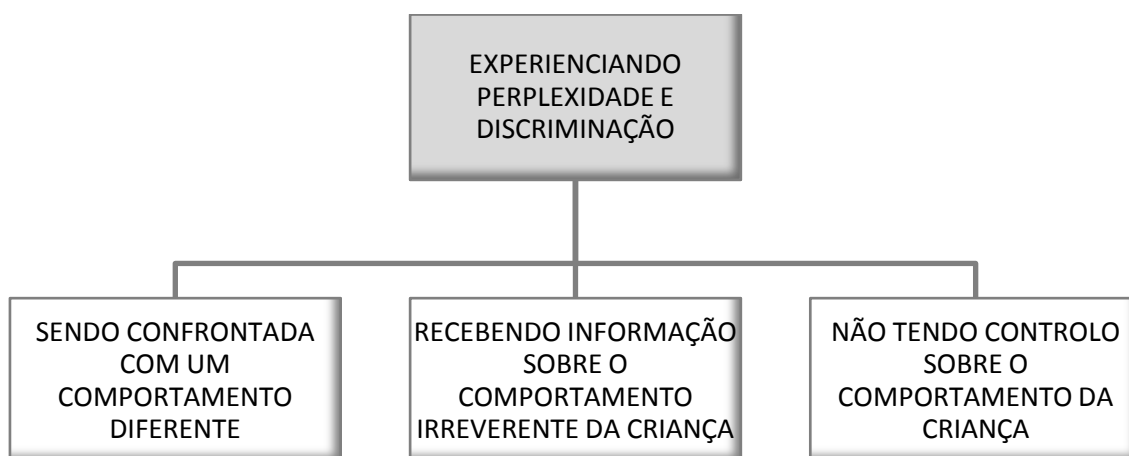 EXPERIENCIANDO
PERPLEXIDADE E
DISCRIMINAÇÃO
SENDO CONFRONTADA
COM UM
COMPORTAMENTO
DIFERENTE
RECEBENDO INFORMAÇÃO
SOBRE O
COMPORTAMENTO
IRREVERENTE DA CRIANÇA
NÃO TENDO CONTROLO
SOBRE O
COMPORTAMENTO DA
CRIANÇA